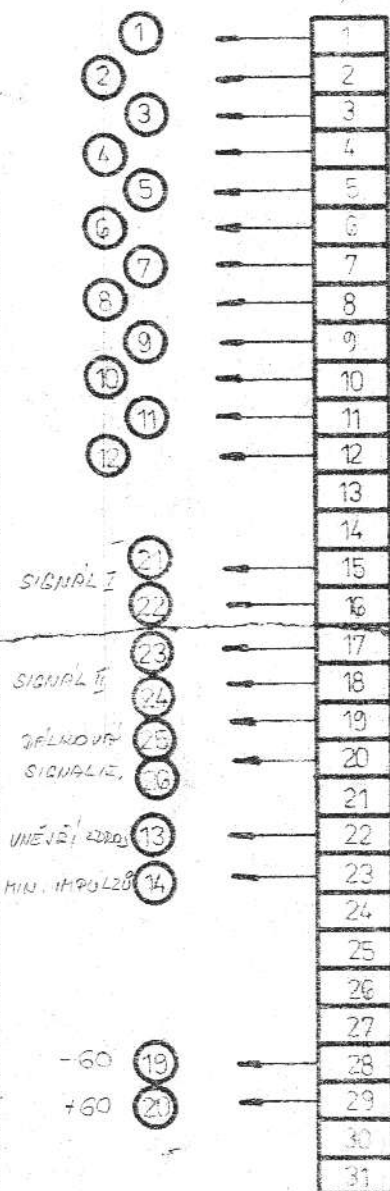 1 1
2 2
3 3
4 4
5 5
6 6
7 7
8 8
9 9
10 10
11 11
12 12
13
14
SIGNÁL I 21 15
22 16
23 17
SIGNÁL II 24 18
DÁLKOVÁ 25 19
SIGNALIZ. 26 20
21
VNĚJŠÍ ZDROJ 13 22
MIN. IMPULZŮ 14 23
24
25
26
27
-60 19 28
+60 20 29
30
31